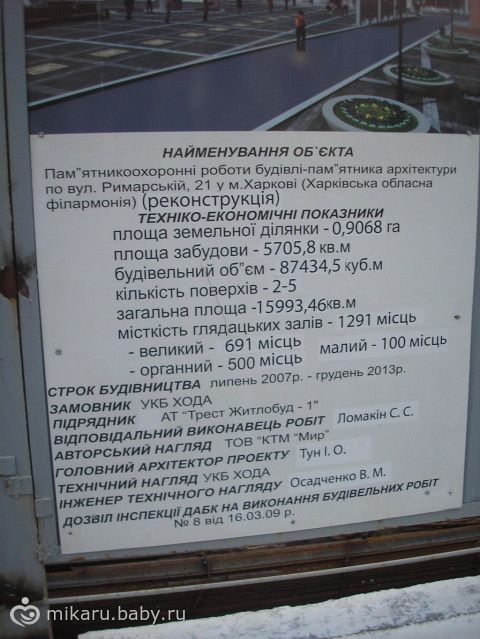 НАЙМЕНУВАННЯ ОБ`ЄКТА
Пам"ятникоохоронні роботи будівлі-пам"ятника архітектури
по вул. Римарській, 21 у м.Харкові (Харківська обласна
філармонія) (реконструкція)
ТЕХНІКО-ЕКОНОМІЧНІ ПОКАЗНИКИ
площа земельної ділянки - 0,9068 га
площа забудови - 5705,8 кв.м
будівельний об"єм - 87434,5 куб.м
кількість поверхів - 2-5
загальна площа -15993,46кв.м
місткість глядацьких залів - 1291 місць
- великий - 691 місць малий - 100 місць
- органний - 500 місць
СТРОК БУДІВНИЦТВА липень 2007р. - грудень 2013р.
ЗАМОВНИК УКБ ХОДА
ПІДРЯДНИК АТ "Трест Житлобуд - 1"
ВІДПОВІДАЛЬНИЙ ВИКОНАВЕЦЬ РОБІТ Ломакін С. С.
АВТОРСЬКИЙ НАГЛЯД ТОВ "КТМ "Мир"
ГОЛОВНИЙ АРХІТЕКТОР ПРОЕКТУ Тун І. О.
ТЕХНІЧНИЙ НАГЛЯД УКБ ХОДА
ІНЖЕНЕР ТЕХНІЧНОГО НАГЛЯДУ Осадченко В. М.
ДОЗВІЛ ІНСПЕКЦІЇ ДАБК НА ВИКОНАННЯ БУДІВЕЛЬНИХ РОБІТ
№ 8 від 16.03.09 р.
mikaru.baby.ru